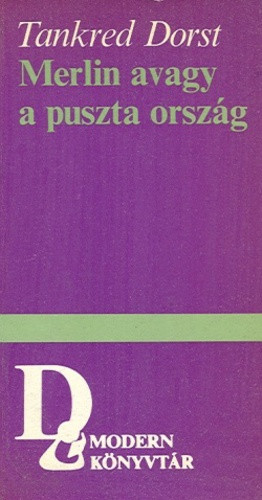 Tankred Dorst
Merlin avagy
a puszta ország
MODERN
KÖNYVTÁR